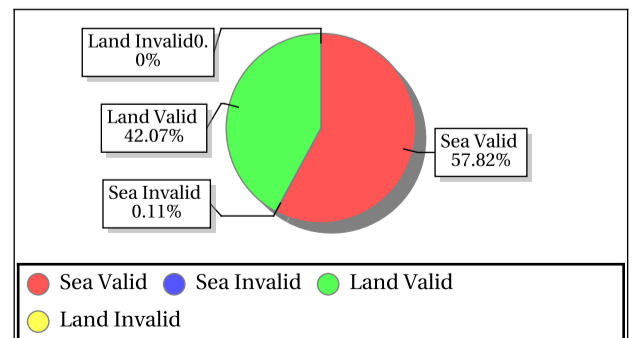 Land Invalid0.
0%
Land Valid
42.07%
Sea Valid
57.82%
Sea Invalid
0.11%
Sea Valid
Sea Invalid
Land Valid
Land Invalid